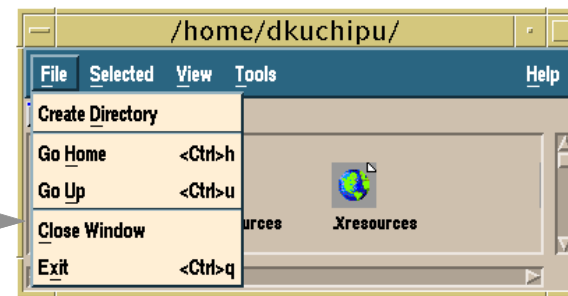 /home/dkuchipu/
File Selected View Tools Help
Create Directory
Go Home <Ctrl>h
Go Up <Ctrl>u
Close Window
Exit <Ctrl>q
urces .Xresources